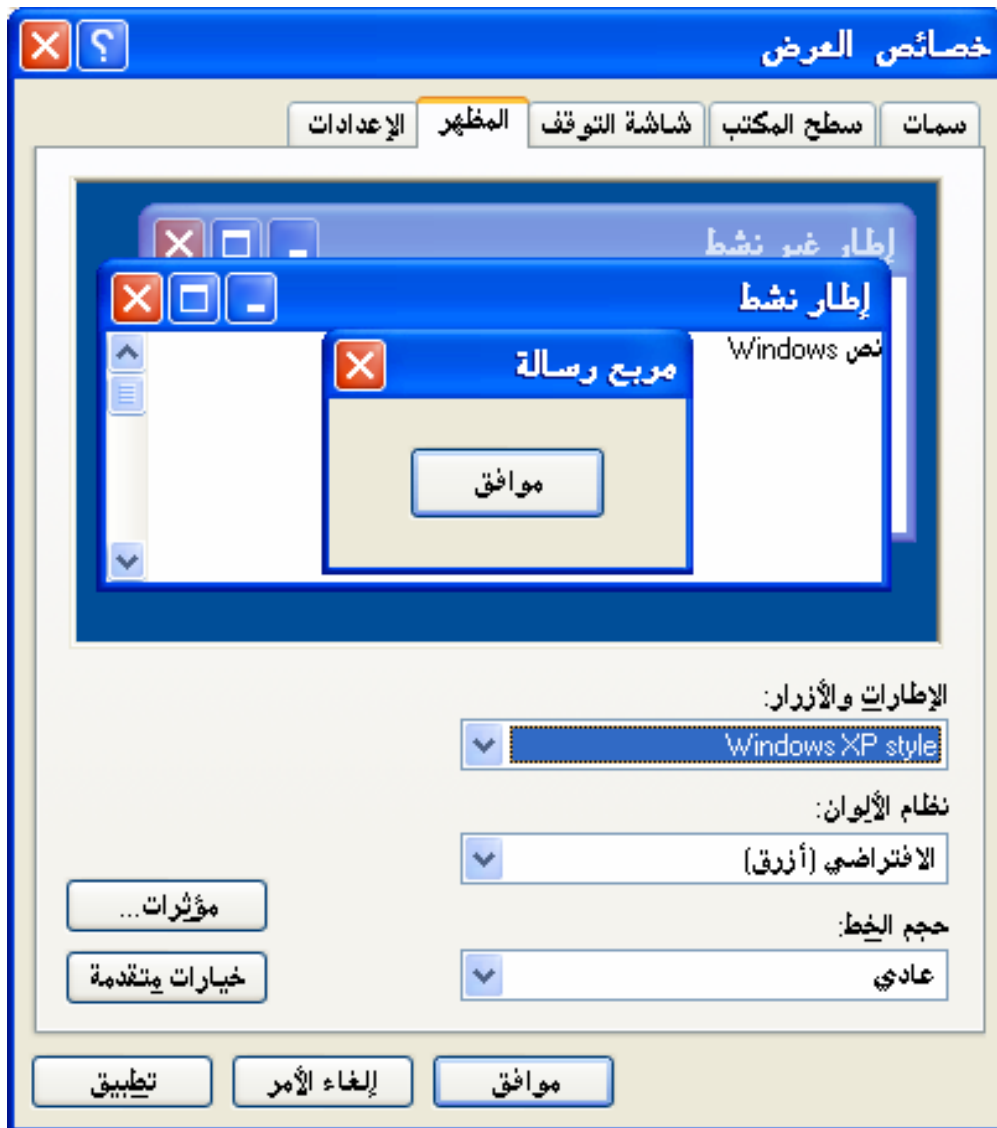 خصائص العرض
سمات
سطح المكتب
شاشة التوقف
المظهر
الإعدادات
إطار غير نشط
إطار نشط
نص Windows
مربع رسالة
موافق
الإطارات والأزرار:
Windows XP style
نظام الألوان:
الافتراضي (أزرق)
حجم الخط:
عادي
مؤثرات...
خيارات متقدمة
موافق
إلغاء الأمر
تطبيق